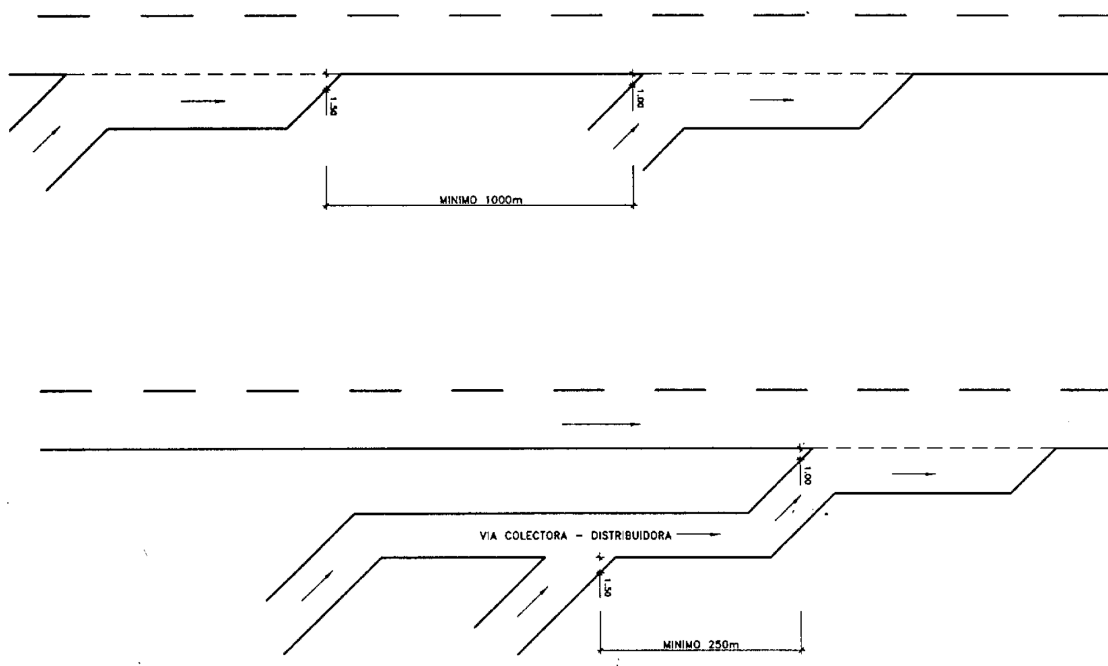 1.50
1.00
MINIMO 1000m
1.00
VIA COLECTORA - DISTRIBUIDORA
1.50
MINIMO 250m